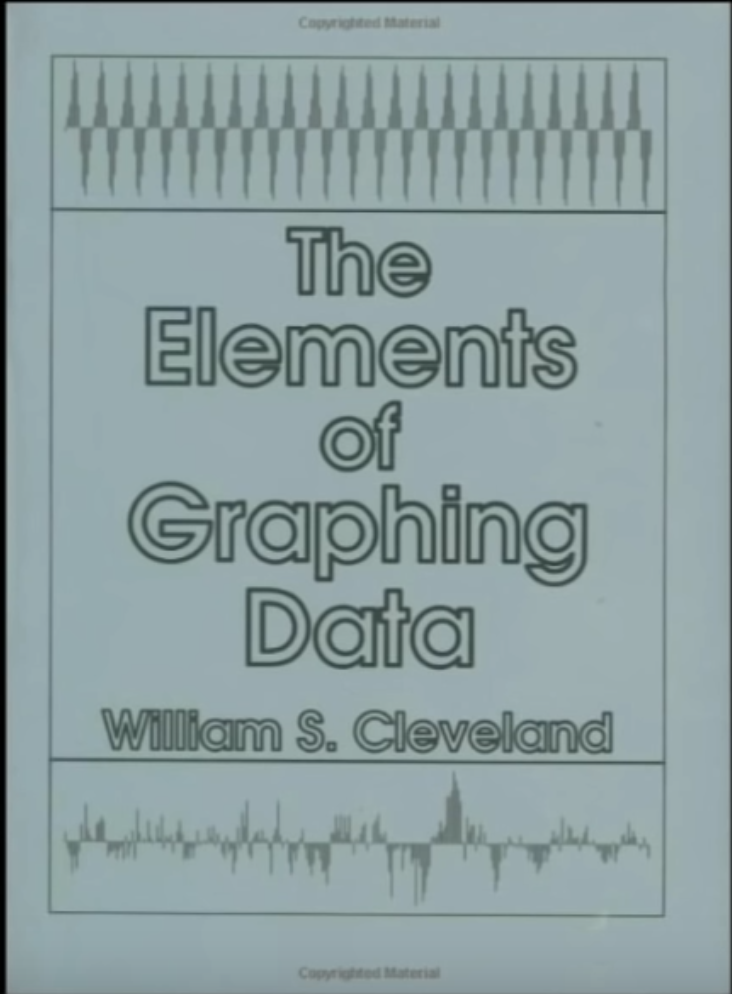 Copyrighted Material
The
Elements
of
Graphing
Data
William S. Cleveland
Copyrighted Material